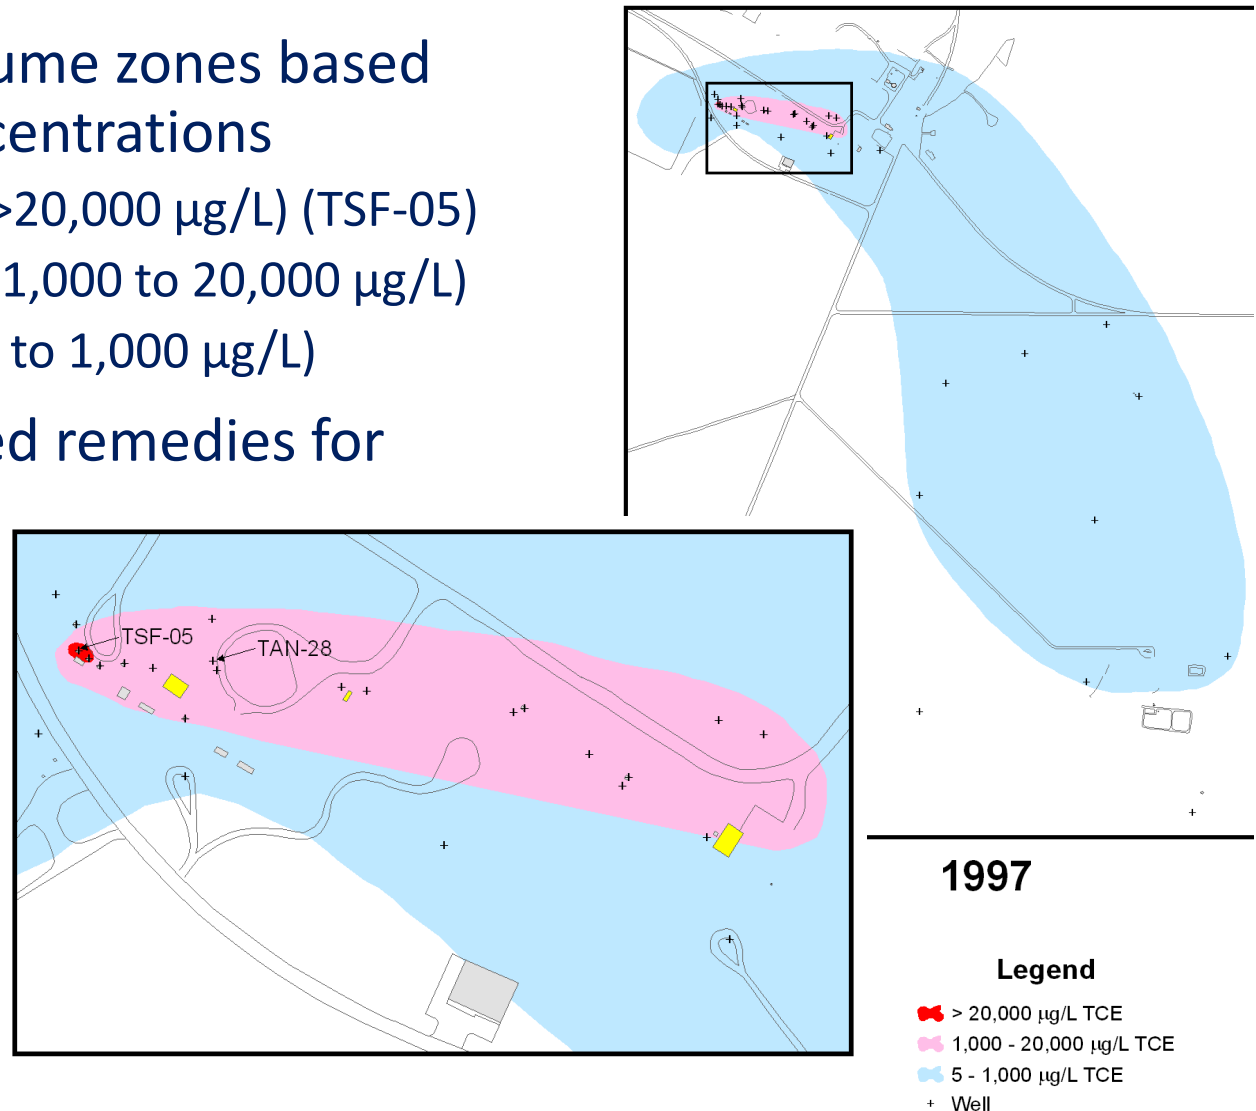 ume zones based
centrations
>20,000 µg/L) (TSF-05)
1,000 to 20,000 µg/L)
to 1,000 µg/L)
ed remedies for
TSF-05
TAN-28
1997
Legend
> 20,000 µg/L TCE
1,000 - 20,000 µg/L TCE
5 - 1,000 µg/L TCE
+ Well